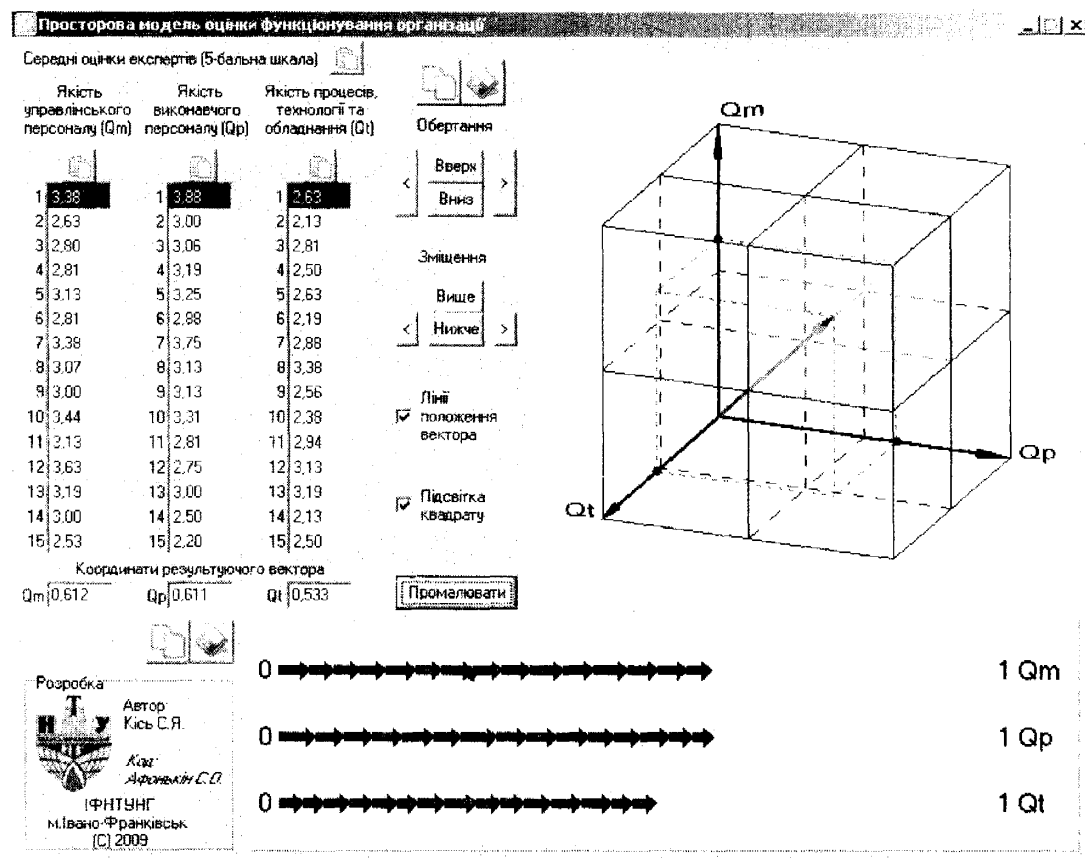 Просторова модель оцінки функціонування організації
Середні оцінки експертів (5-бальна шкала)
Якість управлінського персоналу (Qm)
Якість виконавчого персоналу (Qp)
Якість процесів, технології та обладнання (Qt)
1 3,38 1 3,88 1 2,63
2 2,63 2 3,00 2 2,13
3 2,80 3 3,06 3 2,81
4 2,81 4 3,19 4 2,50
5 3,13 5 3,25 5 2,63
6 2,81 6 2,88 6 2,19
7 3,38 7 3,75 7 2,88
8 3,07 8 3,13 8 3,38
9 3,00 9 3,13 9 2,56
10 3,44 10 3,31 10 2,38
11 3,13 11 2,81 11 2,94
12 3,63 12 2,75 12 3,13
13 3,19 13 3,00 13 3,19
14 3,00 14 2,50 14 2,13
15 2,53 15 2,20 15 2,50
Координати результуючого вектора
Qm 0,612 Qp 0,611 Qt 0,533
Обертання
Вверх
< >
Вниз
Зміщення
Вище
< Нижче >
Лінії
положення
вектора
Підсвітка
квадрату
Промалювати
Qm
Qp
Qt
0 1 Qm
0 1 Qp
0 1 Qt
Розробка
Н Т У
Автор:
Кісь С.Я.
Код:
Афонькін С.О.
ІФНТУНГ
м.Івано-Франківськ
(C) 2009